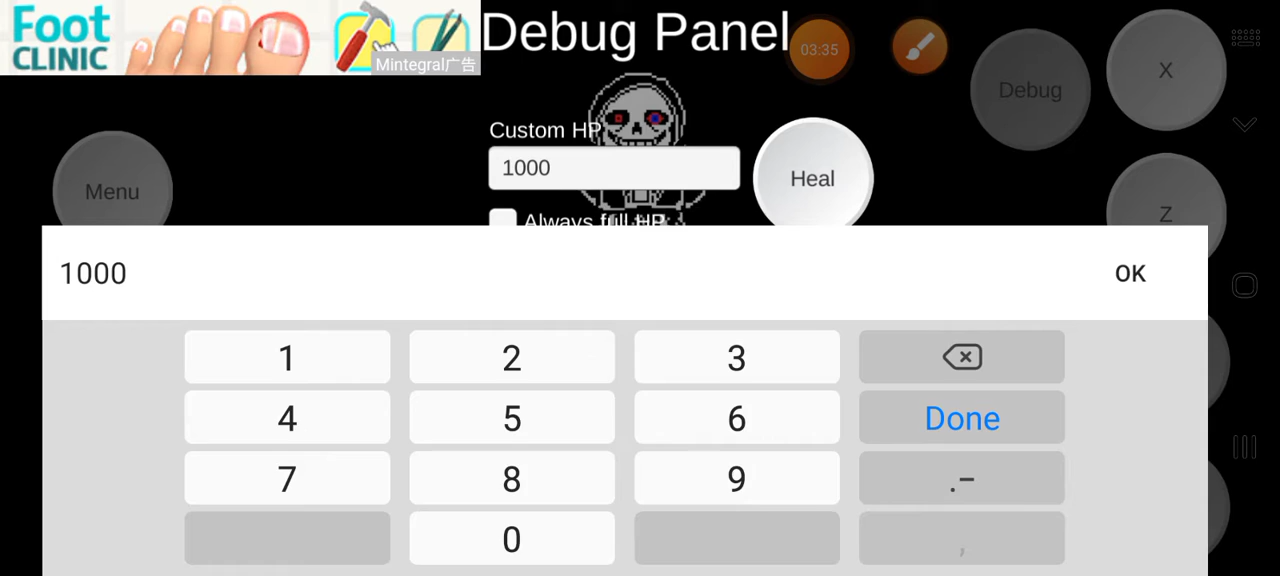 Foot
CLINIC
Mintegral广告
Debug Panel
03:35
Debug
X
Custom HP
1000
Heal
Menu
Z
Always full HP
1000
OK
1
2
3
4
5
6
Done
7
8
9
.-
0
,